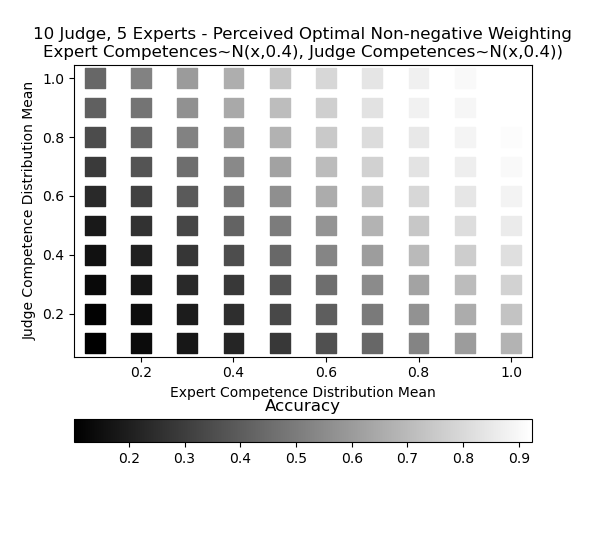 10 Judge, 5 Experts - Perceived Optimal Non-negative Weighting
Expert Competences~N(x,0.4), Judge Competences~N(x,0.4))
1.0
0.8
0.6
0.4
0.2
Judge Competence Distribution Mean
0.2 0.4 0.6 0.8 1.0
Expert Competence Distribution Mean
Accuracy
0.2 0.3 0.4 0.5 0.6 0.7 0.8 0.9